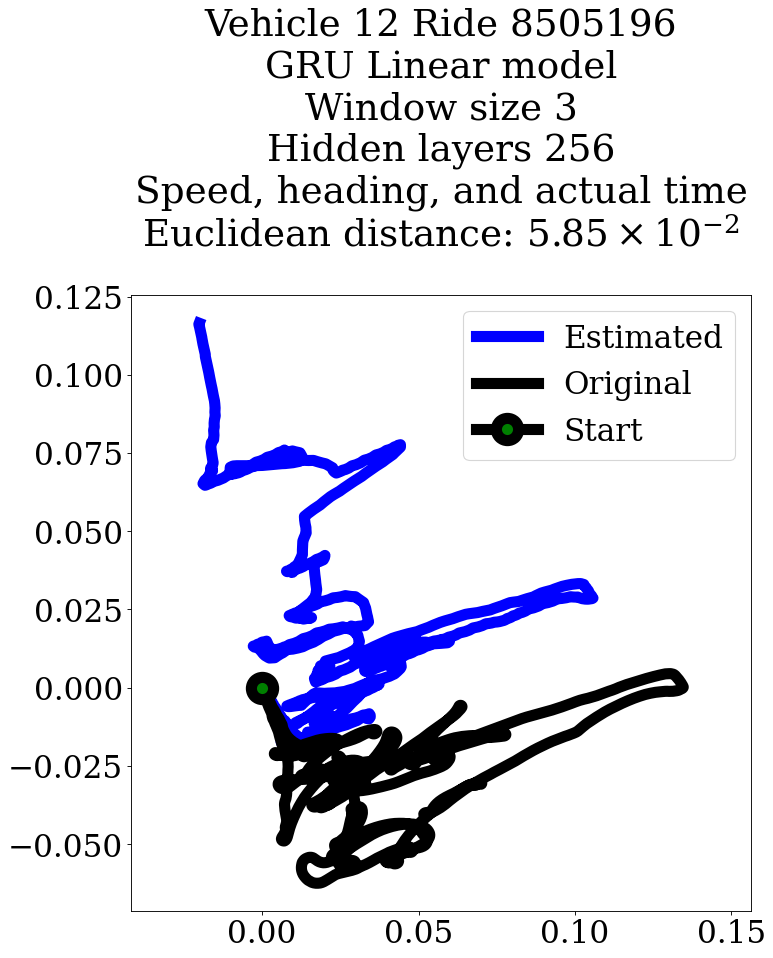 Vehicle 12 Ride 8505196
GRU Linear model
Window size 3
Hidden layers 256
Speed, heading, and actual time
Euclidean distance: 5.85 × 10⁻²
0.125
0.100
0.075
0.050
0.025
0.000
−0.025
−0.050
Estimated
Original
Start
0.00 0.05 0.10 0.15